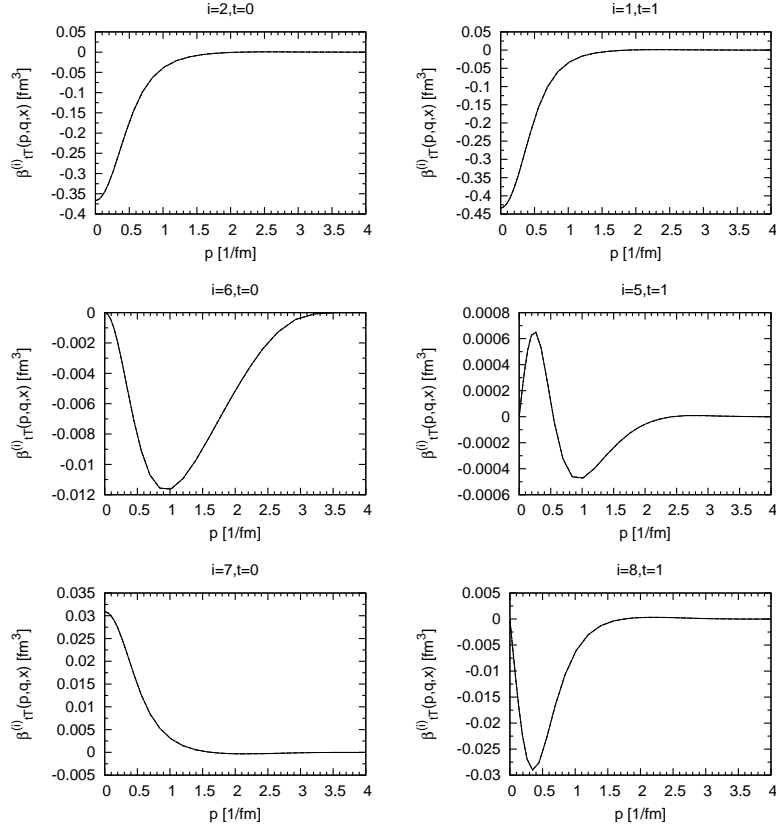 i=2,t=0
0.05
0
-0.05
-0.1
-0.15
-0.2
-0.25
-0.3
-0.35
-0.4
β(i)tT(p,q,x) [fm3]
0 0.5 1 1.5 2 2.5 3 3.5 4
p [1/fm]
i=1,t=1
0.05
0
-0.05
-0.1
-0.15
-0.2
-0.25
-0.3
-0.35
-0.4
-0.45
β(i)tT(p,q,x) [fm3]
0 0.5 1 1.5 2 2.5 3 3.5 4
p [1/fm]
i=6,t=0
0
-0.002
-0.004
-0.006
-0.008
-0.01
-0.012
β(i)tT(p,q,x) [fm3]
0 0.5 1 1.5 2 2.5 3 3.5 4
p [1/fm]
i=5,t=1
0.0008
0.0006
0.0004
0.0002
0
-0.0002
-0.0004
-0.0006
β(i)tT(p,q,x) [fm3]
0 0.5 1 1.5 2 2.5 3 3.5 4
p [1/fm]
i=7,t=0
0.035
0.03
0.025
0.02
0.015
0.01
0.005
0
-0.005
β(i)tT(p,q,x) [fm3]
0 0.5 1 1.5 2 2.5 3 3.5 4
p [1/fm]
i=8,t=1
0.005
0
-0.005
-0.01
-0.015
-0.02
-0.025
-0.03
β(i)tT(p,q,x) [fm3]
0 0.5 1 1.5 2 2.5 3 3.5 4
p [1/fm]